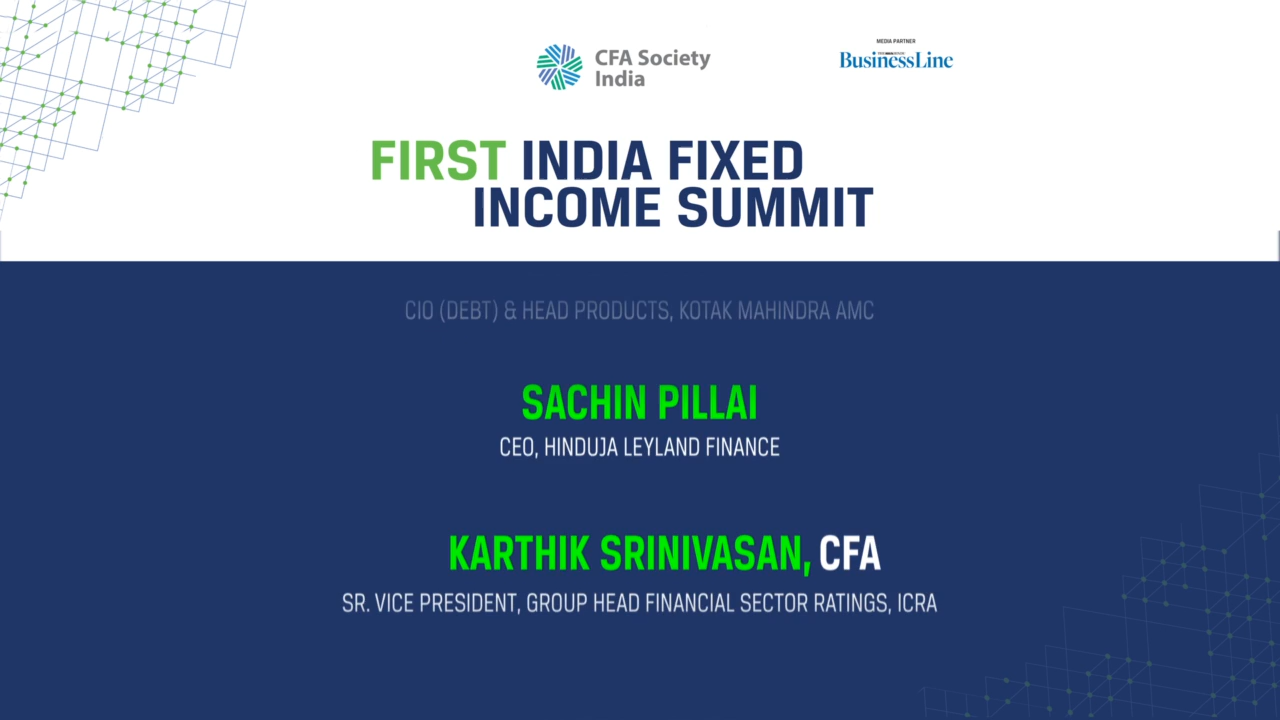 CFA Society
India
MEDIA PARTNER
BusinessLine
FIRST INDIA FIXED
INCOME SUMMIT
CIO (DEBT) & HEAD PRODUCTS, KOTAK MAHINDRA AMC
SACHIN PILLAI
CEO, HINDUJA LEYLAND FINANCE
KARTHIK SRINIVASAN, CFA
SR. VICE PRESIDENT, GROUP HEAD FINANCIAL SECTOR RATINGS, ICRA